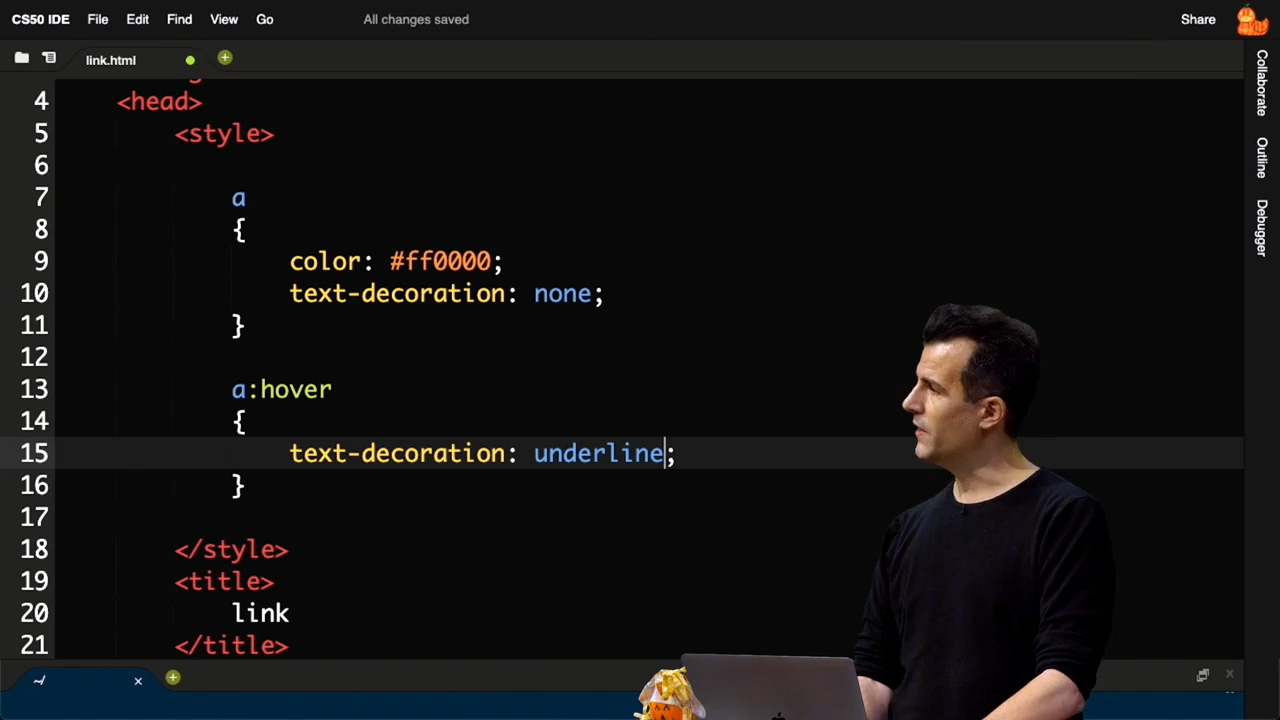 CS50 IDE File Edit Find View Go All changes saved Share
link.html
4 <head>
5 <style>
6
7 a
8 {
9 color: #ff0000;
10 text-decoration: none;
11 }
12
13 a:hover
14 {
15 text-decoration: underline;
16 }
17
18 </style>
19 <title>
20 link
21 </title>
Collaborate
Outline
Debugger